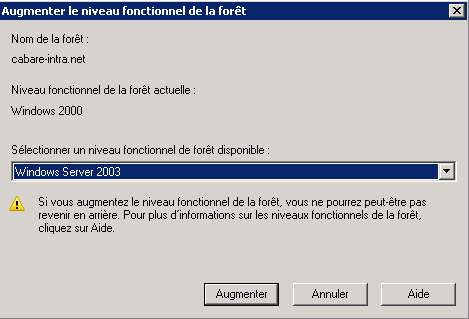 Augmenter le niveau fonctionnel de la forêt
Nom de la forêt :
cabare-intra.net
Niveau fonctionnel de la forêt actuelle :
Windows 2000
Sélectionner un niveau fonctionnel de forêt disponible :
Windows Server 2003
Si vous augmentez le niveau fonctionnel de la forêt, vous ne pourrez peut-être pas
revenir en arrière. Pour plus d'informations sur les niveaux fonctionnels de la forêt,
cliquez sur Aide.
Augmenter
Annuler
Aide